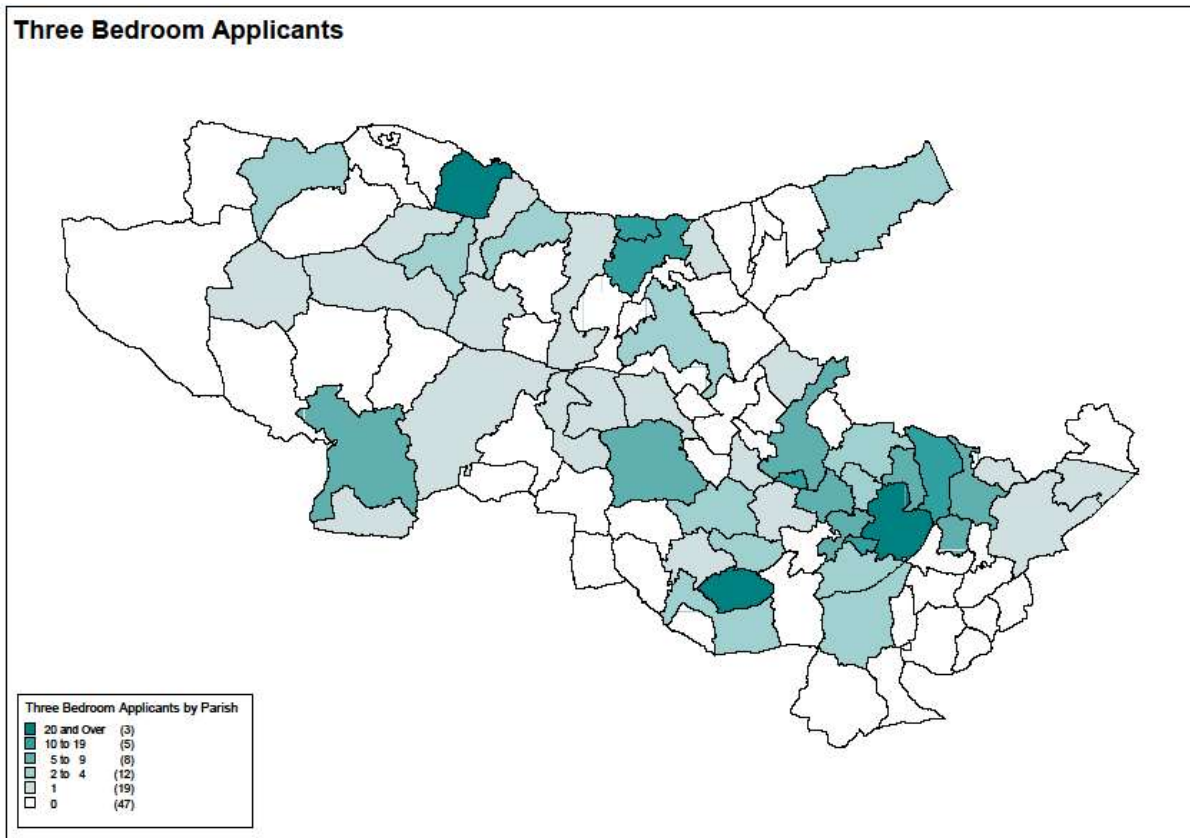 Three Bedroom Applicants
Three Bedroom Applicants by Parish
20 and Over (3)
10 to 19 (5)
5 to 9 (8)
2 to 4 (12)
1 (19)
0 (47)